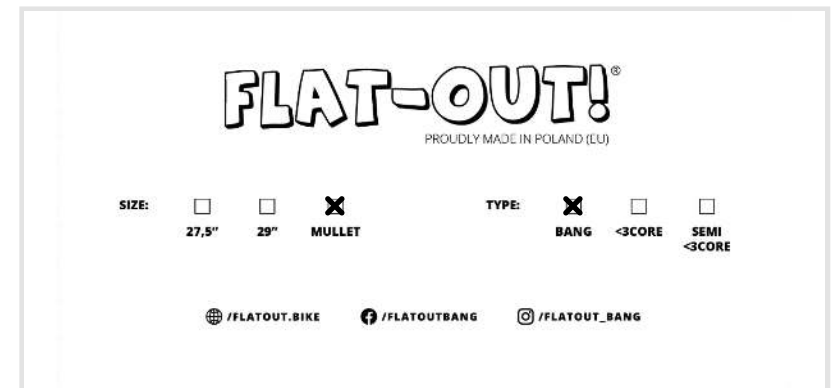 FLAT-OUT!®
PROUDLY MADE IN POLAND (EU)
SIZE: 27,5" 29" MULLET
TYPE: BANG <3CORE SEMI <3CORE
/FLATOUT.BIKE /FLATOUTBANG /FLATOUT_BANG